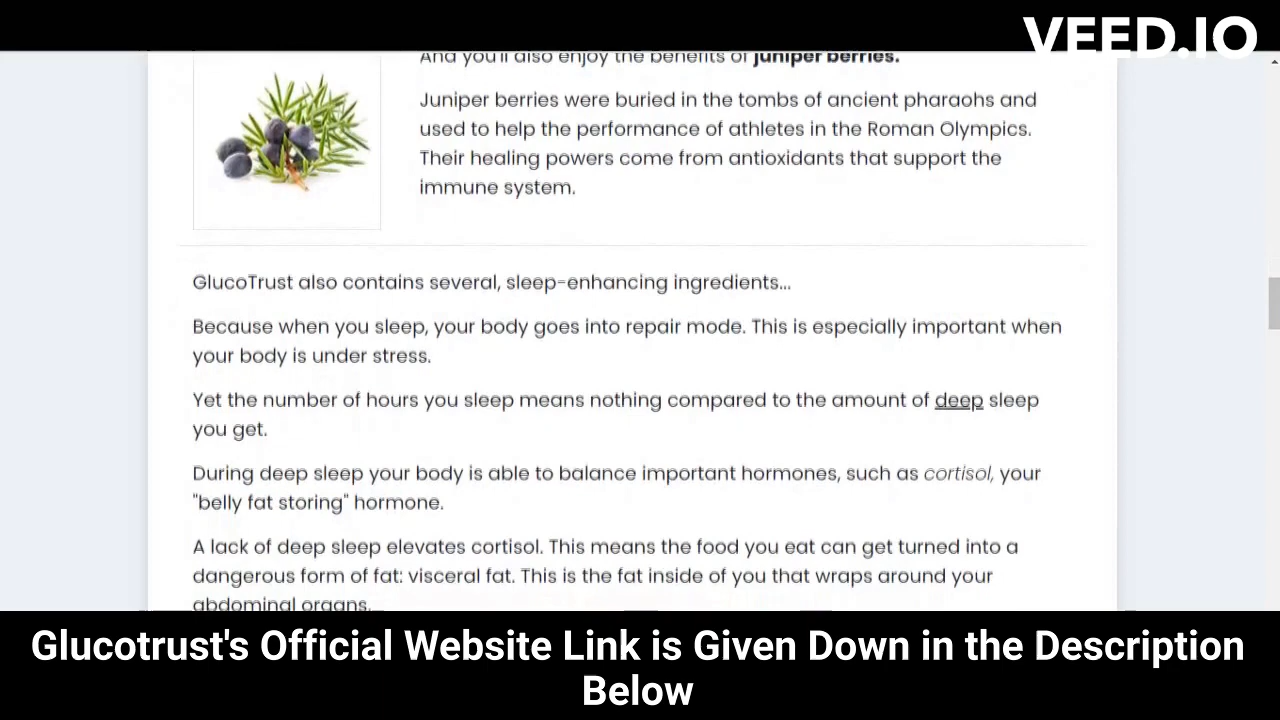 VEED.IO
And you'll also enjoy the benefits of juniper berries.
Juniper berries were buried in the tombs of ancient pharaohs and
used to help the performance of athletes in the Roman Olympics.
Their healing powers come from antioxidants that support the
immune system.
GlucoTrust also contains several, sleep-enhancing ingredients...
Because when you sleep, your body goes into repair mode. This is especially important when
your body is under stress.
Yet the number of hours you sleep means nothing compared to the amount of deep sleep
you get.
During deep sleep your body is able to balance important hormones, such as cortisol, your
"belly fat storing" hormone.
A lack of deep sleep elevates cortisol. This means the food you eat can get turned into a
dangerous form of fat: visceral fat. This is the fat inside of you that wraps around your
abdominal organs.
Glucotrust's Official Website Link is Given Down in the Description
Below